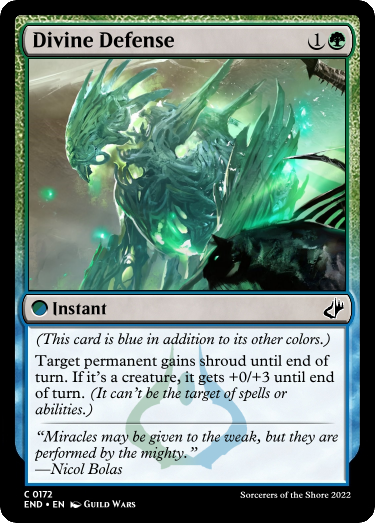 Divine Defense 1
Instant
(This card is blue in addition to its other colors.)
Target permanent gains shroud until end of
turn. If it's a creature, it gets +0/+3 until end
of turn. (It can't be the target of spells or
abilities.)
"Miracles may be given to the weak, but they are
performed by the mighty."
—Nicol Bolas
C 0172
END • EN Guild Wars
Sorcerers of the Shore 2022